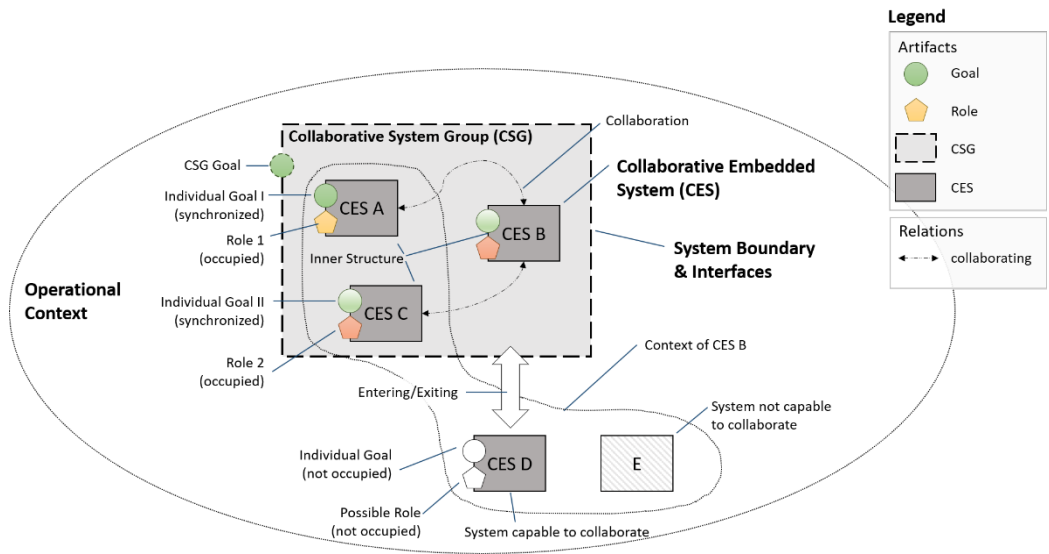 Legend
Artifacts
Goal
Role
CSG
CES
Relations
collaborating
Collaborative System Group (CSG)
Collaboration
CSG Goal
Collaborative Embedded
System (CES)
Individual Goal I
(synchronized)
CES A
Role 1
(occupied)
CES B
Inner Structure
System Boundary
& Interfaces
Operational
Context
Individual Goal II
(synchronized)
CES C
Role 2
(occupied)
Context of CES B
Entering/Exiting
System not capable
to collaborate
Individual Goal
(not occupied)
CES D
E
Possible Role
(not occupied)
System capable to collaborate